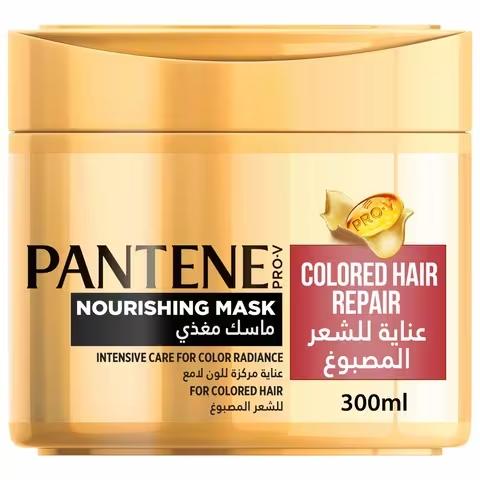 PRO-V
PANTENE
PRO-V
NOURISHING MASK
ماسك مغذي
INTENSIVE CARE FOR COLOR RADIANCE
عناية مركزة للون لامع
FOR COLORED HAIR
للشعر المصبوغ
COLORED HAIR
REPAIR
عناية للشعر
المصبوغ
300ml